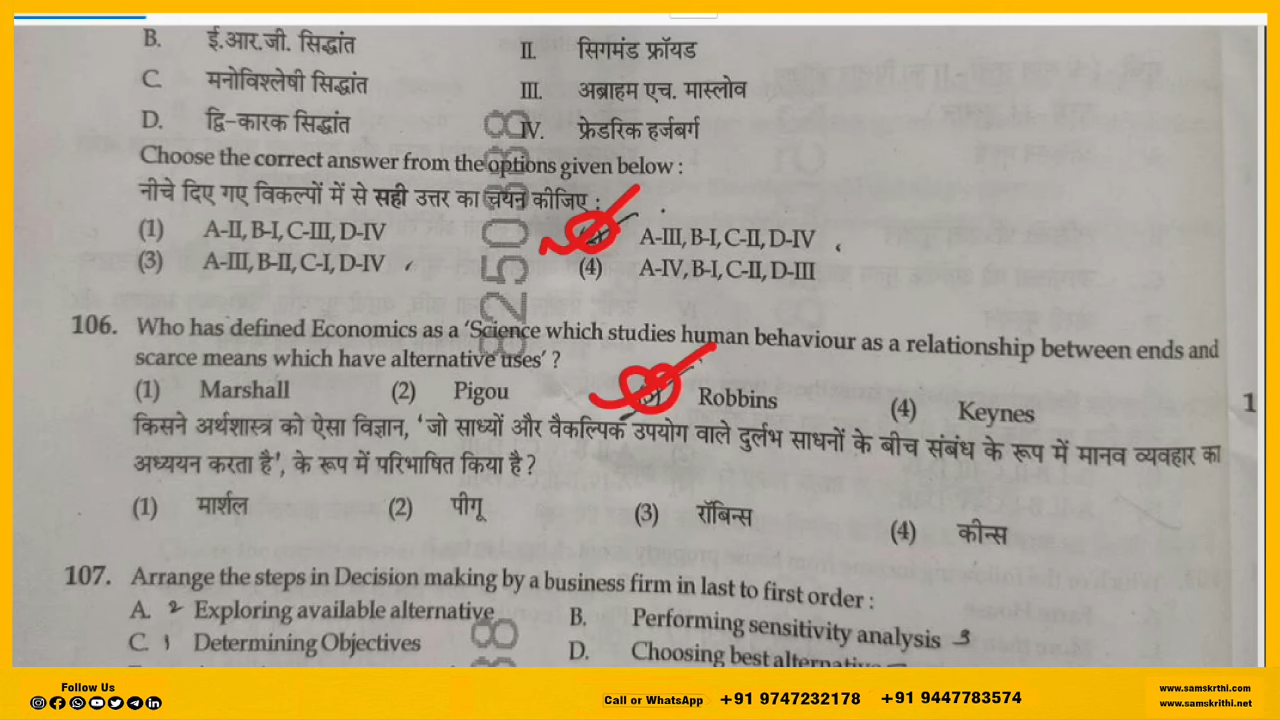 B. ई.आर.जी. सिद्धांत II. सिगमंड फ्रॉयड
C. मनोविश्लेषी सिद्धांत III. अब्राहम एच. मास्लोव
D. द्वि-कारक सिद्धांत IV. फ्रेडरिक हर्जबर्ग
Choose the correct answer from the options given below :
नीचे दिए गए विकल्पों में से सही उत्तर का चयन कीजिए :
(1) A-II, B-I, C-III, D-IV A-III, B-I, C-II, D-IV
(3) A-III, B-II, C-I, D-IV (4) A-IV, B-I, C-II, D-III
106. Who has defined Economics as a 'Science which studies human behaviour as a relationship between ends and
scarce means which have alternative uses' ?
(1) Marshall (2) Pigou (3) Robbins (4) Keynes
1
किसने अर्थशास्त्र को ऐसा विज्ञान, 'जो साध्यों और वैकल्पिक उपयोग वाले दुर्लभ साधनों के बीच संबंध के रूप में मानव व्यवहार का
अध्ययन करता है', के रूप में परिभाषित किया है ?
(1) मार्शल (2) पीगू (3) रॉबिन्स (4) कीन्स
107. Arrange the steps in Decision making by a business firm in last to first order :
A. 2 Exploring available alternative B. Performing sensitivity analysis 3
C. 1 Determining Objectives D. Choosing best alternative
Follow Us
Call or WhatsApp +91 9747232178 +91 9447783574
www.samskrthi.com
www.samskrthi.net